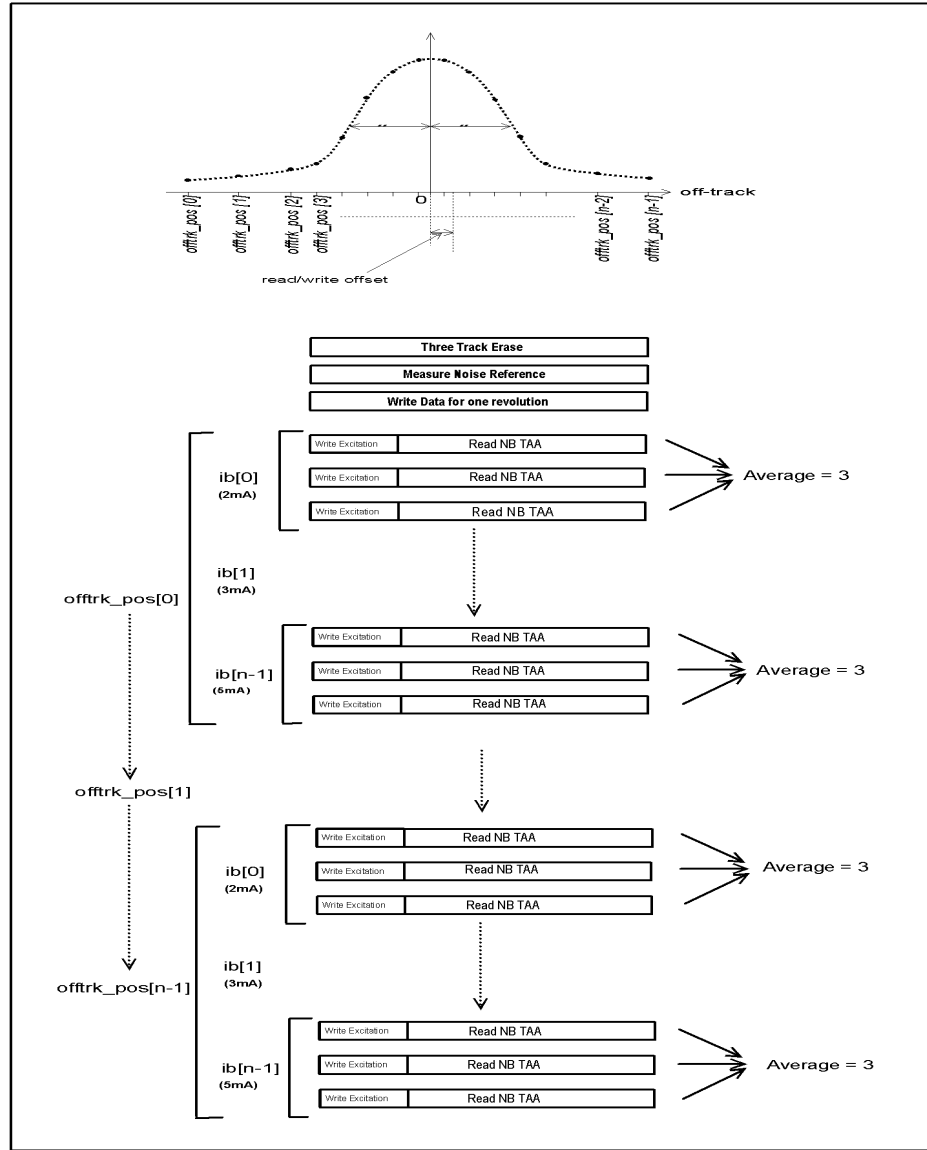 off-track
O
offtrk_pos [0]
offtrk_pos [1]
offtrk_pos [2]
offtrk_pos [3]
offtrk_pos [n-2]
offtrk_pos [n-1]
read/write offset
Three Track Erase
Measure Noise Reference
Write Data for one revolution
Write Excitation Read NB TAA
ib[0]
(2mA)
Write Excitation Read NB TAA
Average = 3
Write Excitation Read NB TAA
ib[1]
(3mA)
offtrk_pos[0]
Write Excitation Read NB TAA
ib[n-1]
(5mA)
Write Excitation Read NB TAA
Average = 3
Write Excitation Read NB TAA
offtrk_pos[1]
Write Excitation Read NB TAA
ib[0]
(2mA)
Write Excitation Read NB TAA
Average = 3
Write Excitation Read NB TAA
ib[1]
(3mA)
offtrk_pos[n-1]
Write Excitation Read NB TAA
ib[n-1]
(5mA)
Write Excitation Read NB TAA
Average = 3
Write Excitation Read NB TAA